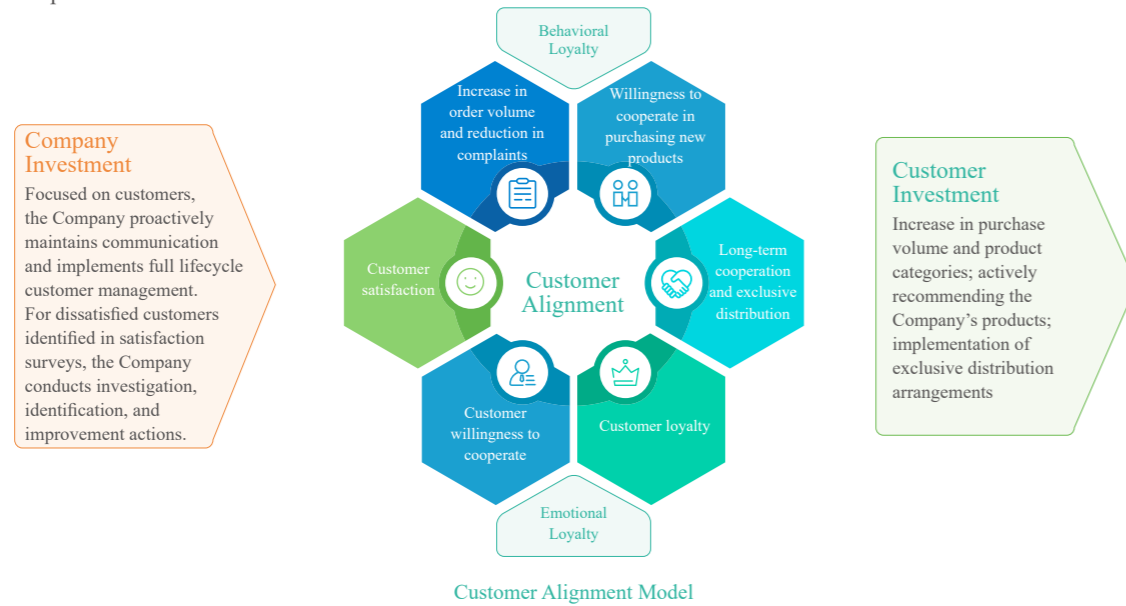 Behavioral
Loyalty
Company
Investment
Focused on customers,
the Company proactively
maintains communication
and implements full lifecycle
customer management.
For dissatisfied customers
identified in satisfaction
surveys, the Company
conducts investigation,
identification, and
improvement actions.
Increase in
order volume
and reduction in
complaints
Willingness to
cooperate in
purchasing new
products
Customer
satisfaction
Customer
Alignment
Long-term
cooperation
and exclusive
distribution
Customer
willingness to
cooperate
Customer loyalty
Emotional
Loyalty
Customer
Investment
Increase in purchase
volume and product
categories; actively
recommending the
Company’s products;
implementation of
exclusive distribution
arrangements
Customer Alignment Model